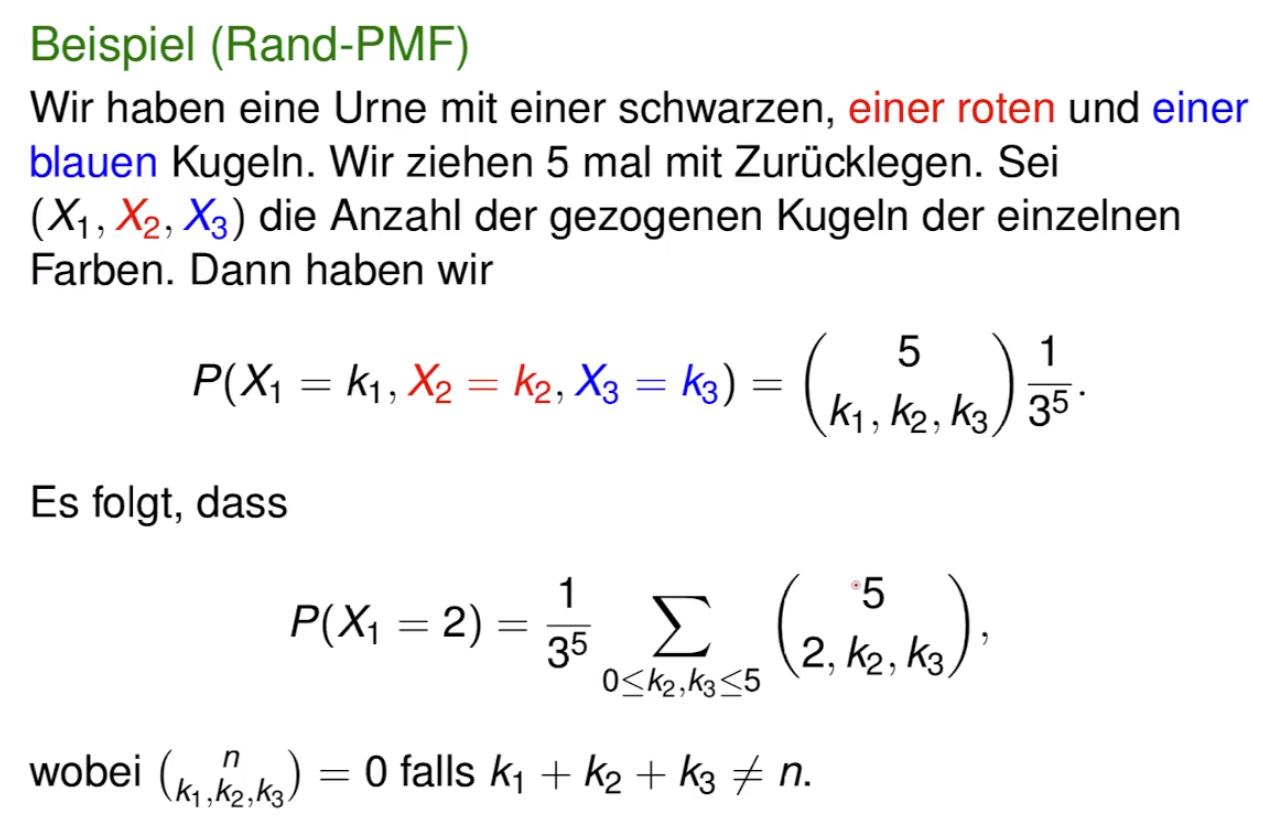 Beispiel (Rand-PMF)
Wir haben eine Urne mit einer schwarzen, einer roten und einer
blauen Kugeln. Wir ziehen 5 mal mit Zurücklegen. Sei
(X₁, X₂, X₃) die Anzahl der gezogenen Kugeln der einzelnen
Farben. Dann haben wir
$P(X_1 = k_1, X_2 = k_2, X_3 = k_3) = \binom{5}{k_1, k_2, k_3} \frac{1}{3^5}.$
Es folgt, dass
$P(X_1 = 2) = \frac{1}{3^5} \sum_{0 \leq k_2, k_3 \leq 5} \binom{5}{2, k_2, k_3},$
wobei $\binom{n}{k_1, k_2, k_3} = 0$ falls $k_1 + k_2 + k_3 \neq n.$